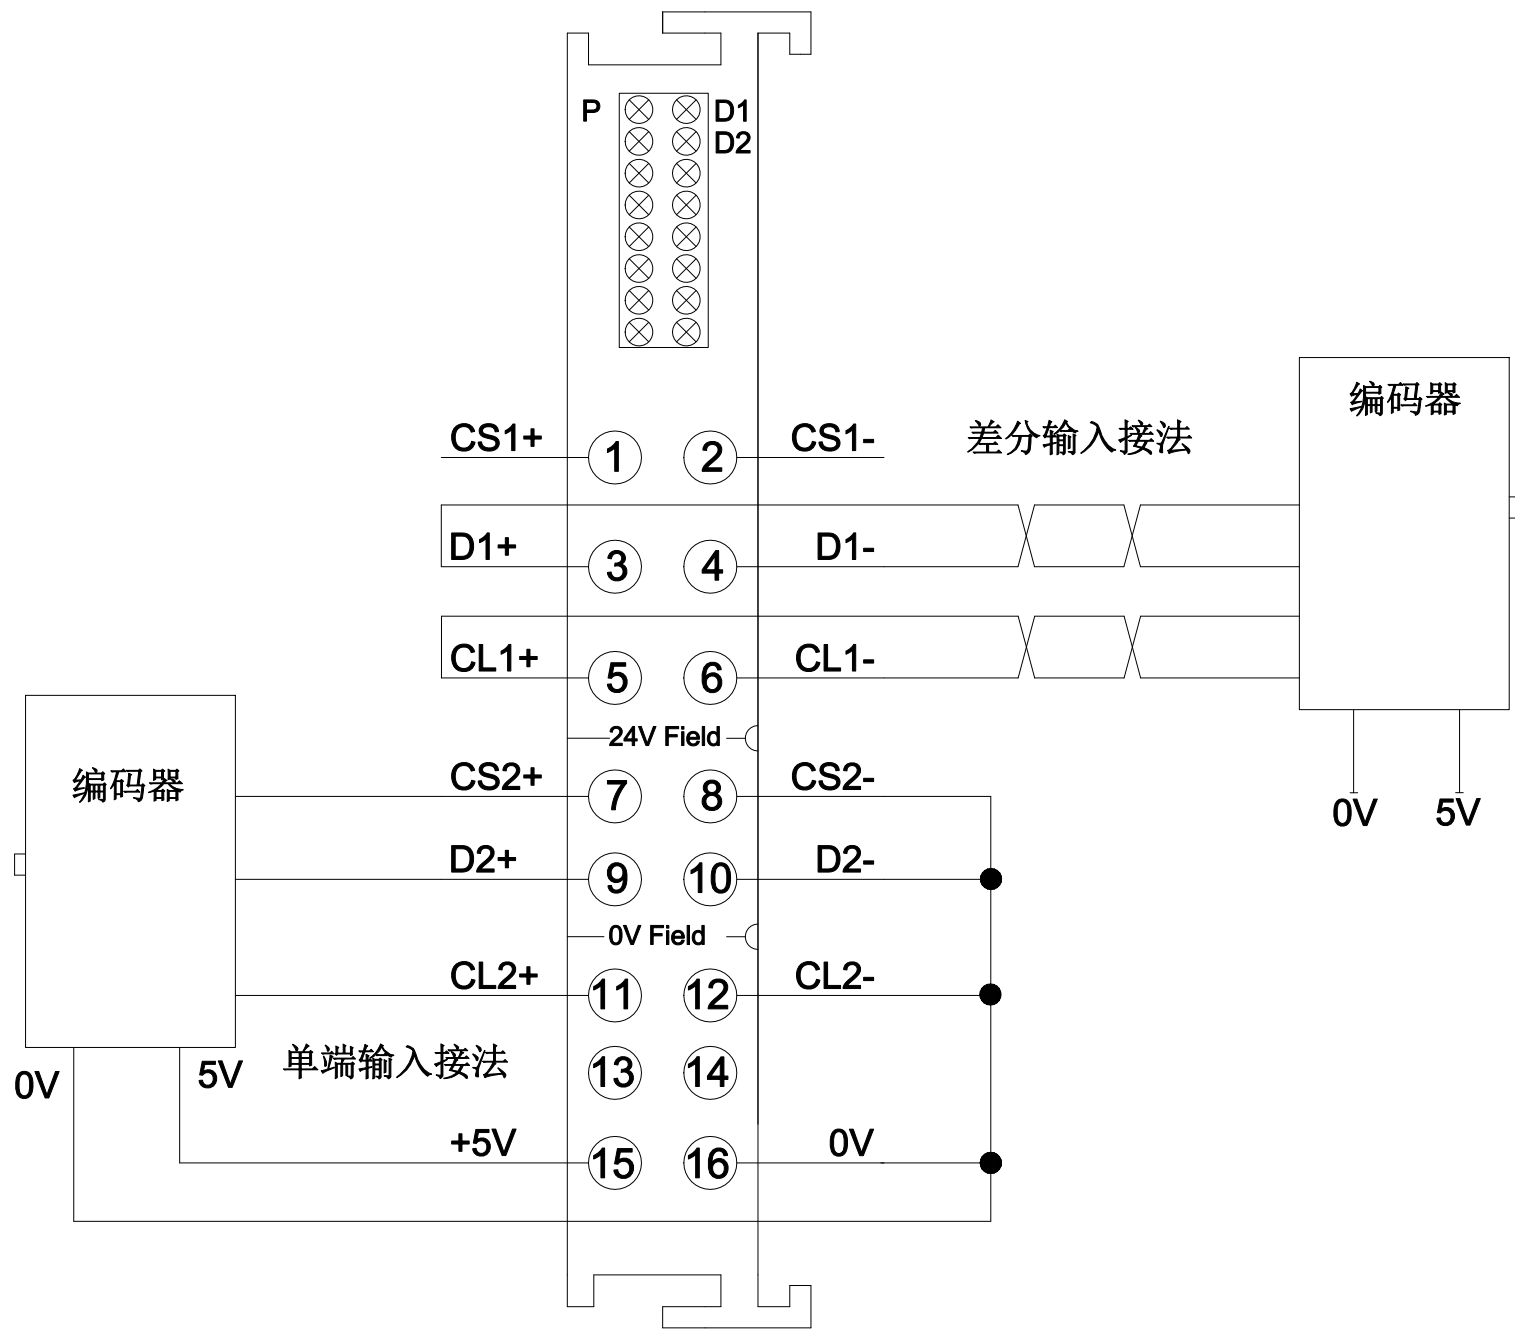 P D1
D2
编码器
CS1+ 1 2 CS1- 差分输入接法
D1+ 3 4 D1-
CL1+ 5 6 CL1-
24V Field
编码器 CS2+ 7 8 CS2-
0V 5V
D2+ 9 10 D2-
0V Field
CL2+ 11 12 CL2-
0V 5V 单端输入接法 13 14
+5V 15 16 0V